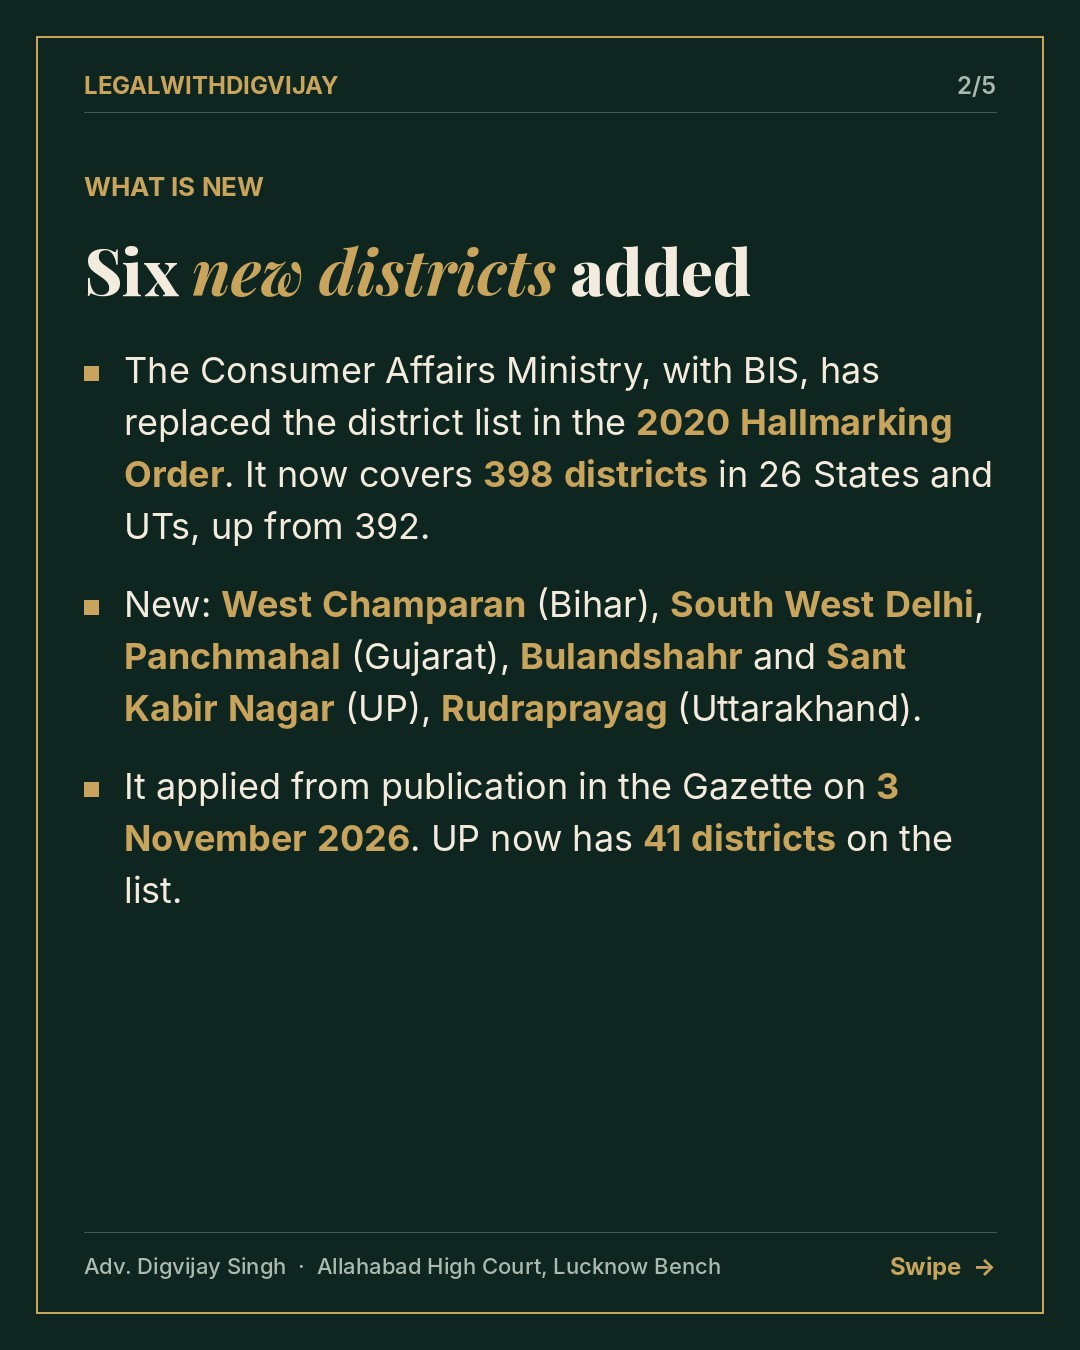 LEGALWITHDIGVIJAY
2/5
WHAT IS NEW
Six new districts added
The Consumer Affairs Ministry, with BIS, has
replaced the district list in the 2020 Hallmarking
Order. It now covers 398 districts in 26 States and
UTs, up from 392.
New: West Champaran (Bihar), South West Delhi,
Panchmahal (Gujarat), Bulandshahr and Sant
Kabir Nagar (UP), Rudraprayag (Uttarakhand).
It applied from publication in the Gazette on 3
November 2026. UP now has 41 districts on the
list.
Adv. Digvijay Singh · Allahabad High Court, Lucknow Bench
Swipe →